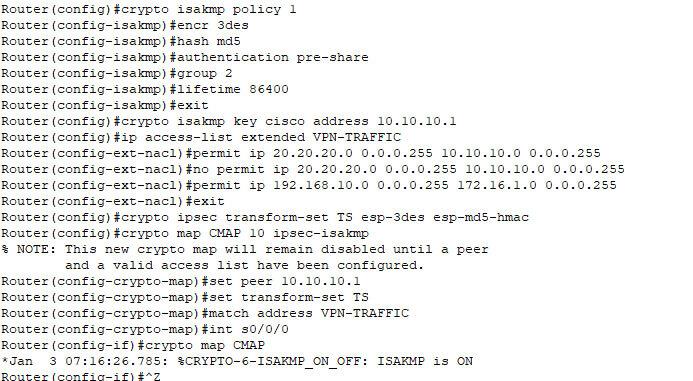 Router(config)#crypto isakmp policy 1
Router(config-isakmp)#encr 3des
Router(config-isakmp)#hash md5
Router(config-isakmp)#authentication pre-share
Router(config-isakmp)#group 2
Router(config-isakmp)#lifetime 86400
Router(config-isakmp)#exit
Router(config)#crypto isakmp key cisco address 10.10.10.1
Router(config)#ip access-list extended VPN-TRAFFIC
Router(config-ext-nacl)#permit ip 20.20.20.0 0.0.0.255 10.10.10.0 0.0.0.255
Router(config-ext-nacl)#no permit ip 20.20.20.0 0.0.0.255 10.10.10.0 0.0.0.255
Router(config-ext-nacl)#permit ip 192.168.10.0 0.0.0.255 172.16.1.0 0.0.0.255
Router(config-ext-nacl)#exit
Router(config)#crypto ipsec transform-set TS esp-3des esp-md5-hmac
Router(config)#crypto map CMAP 10 ipsec-isakmp
% NOTE: This new crypto map will remain disabled until a peer
        and a valid access list have been configured.
Router(config-crypto-map)#set peer 10.10.10.1
Router(config-crypto-map)#set transform-set TS
Router(config-crypto-map)#match address VPN-TRAFFIC
Router(config-crypto-map)#int s0/0/0
Router(config-if)#crypto map CMAP
*Jan  3 07:16:26.785: %CRYPTO-6-ISAKMP_ON_OFF: ISAKMP is ON
Router(config-if)#^Z